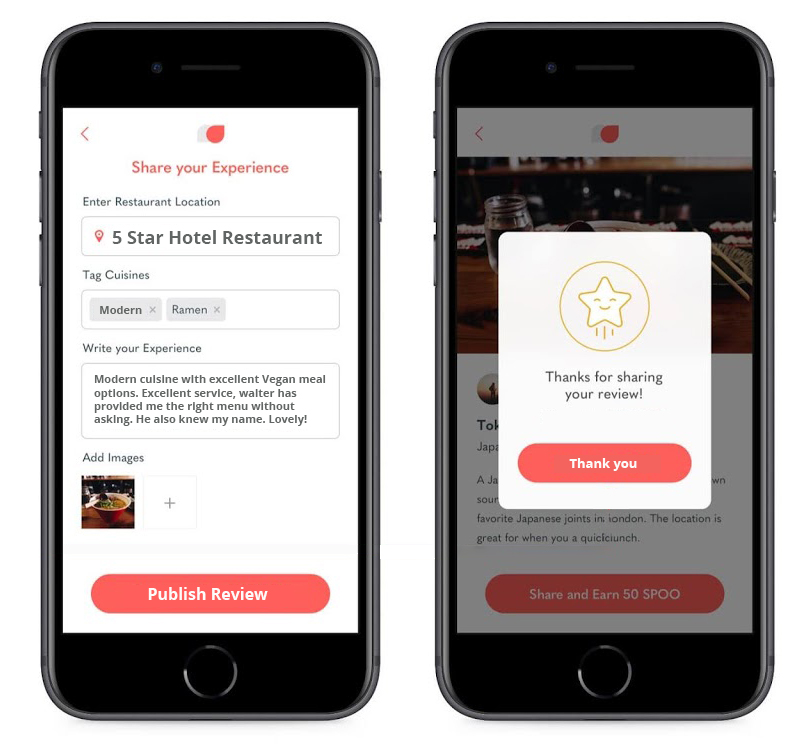 Share your Experience
Enter Restaurant Location
5 Star Hotel Restaurant
Tag Cuisines
Modern ×
Ramen ×
Write your Experience
Modern cuisine with excellent Vegan meal
options. Excellent service, waiter has
provided me the right menu without
asking. He also knew my name. Lovely!
Add Images
+
Publish Review
Thanks for sharing
your review!
Thank you
Tok
Japa
A Ja
wn
sour
favorite Japanese joints in london. The location is
great for when you a quick lunch.
Share and Earn 50 SPOO